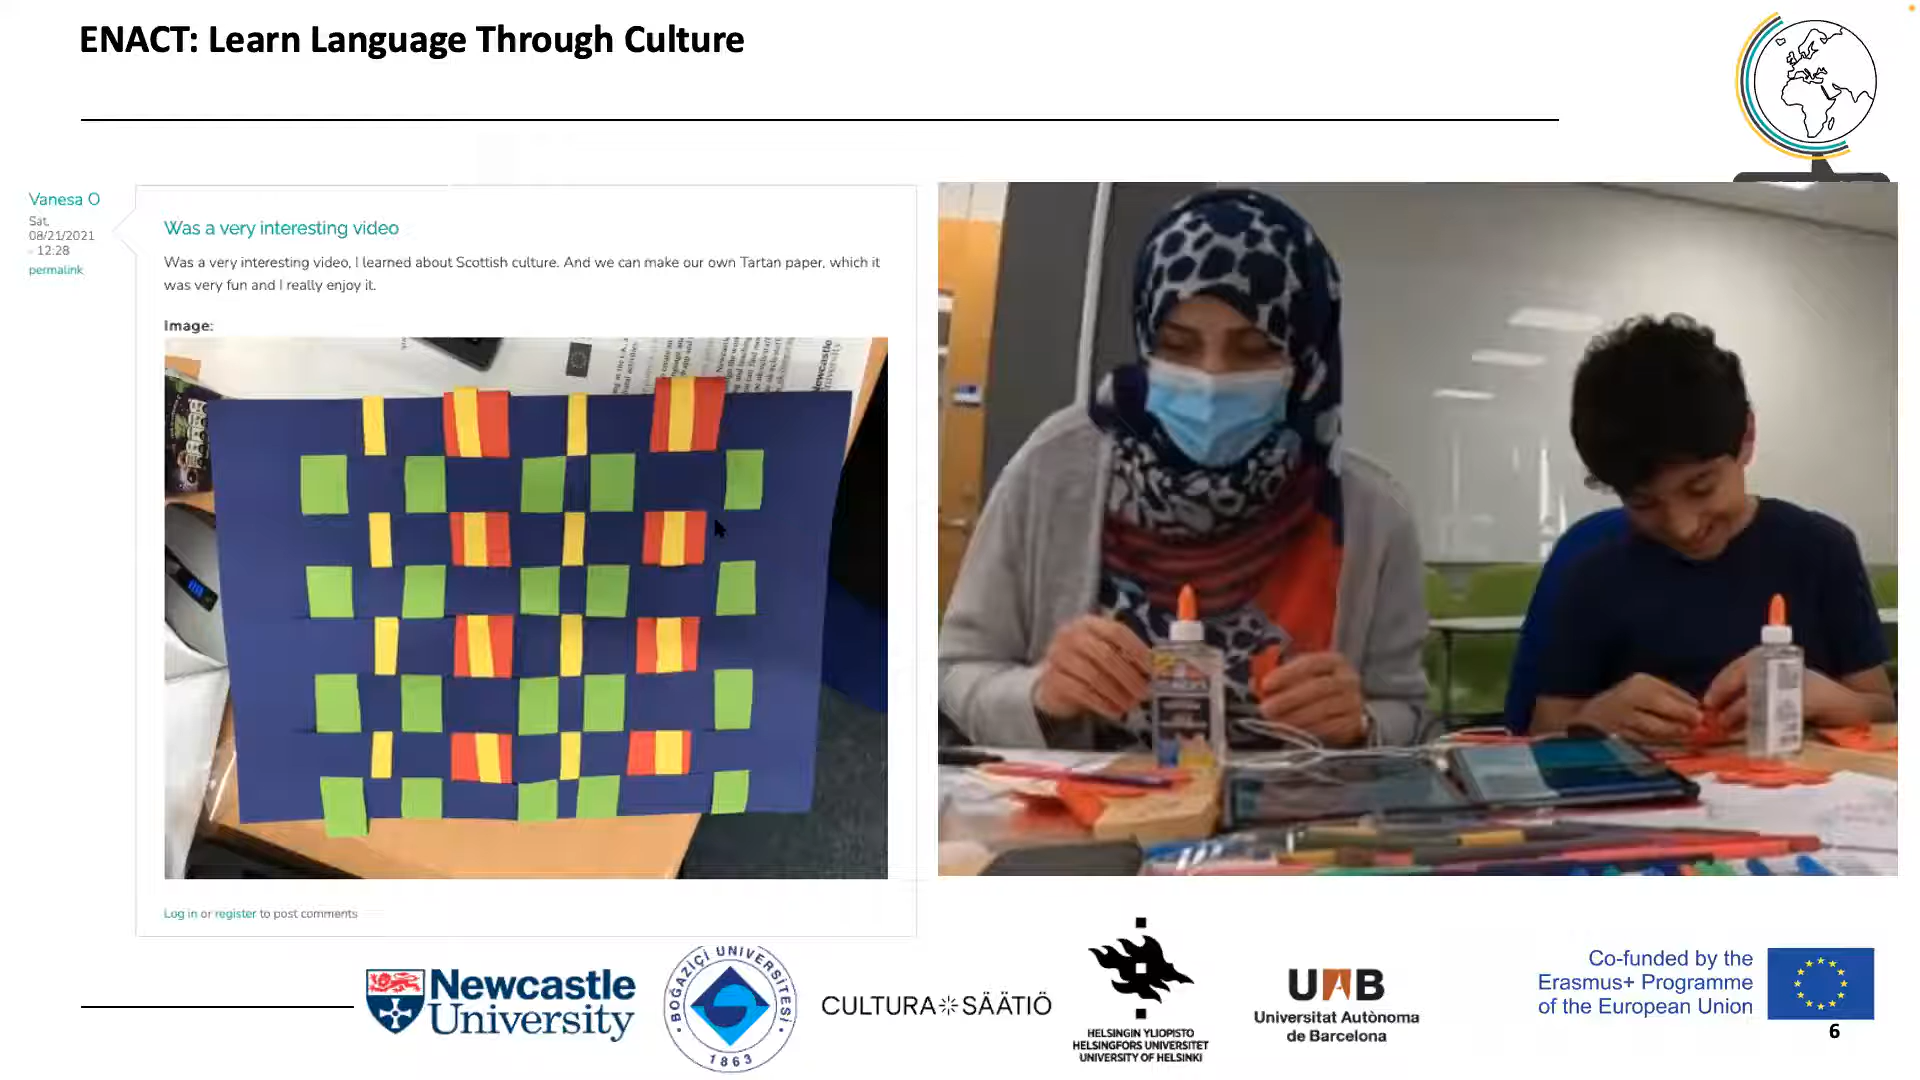 ENACT: Learn Language Through Culture
Vanesa O
Sat,
08/21/2021
- 12:28
permalink
Was a very interesting video
Was a very interesting video, I learned about Scottish culture. And we can make our own Tartan paper, which it
was very fun and I really enjoy it.
Image:
Newcastle
Log in or register to post comments
Newcastle
University
BOĞAZİÇİ ÜNİVERSİTESİ
1863
CULTURA SÄÄTIÖ
HELSINGIN YLIOPISTO
HELSINGFORS UNIVERSITET
UNIVERSITY OF HELSINKI
UAB
Universitat Autònoma
de Barcelona
Co-funded by the
Erasmus+ Programme
of the European Union
6